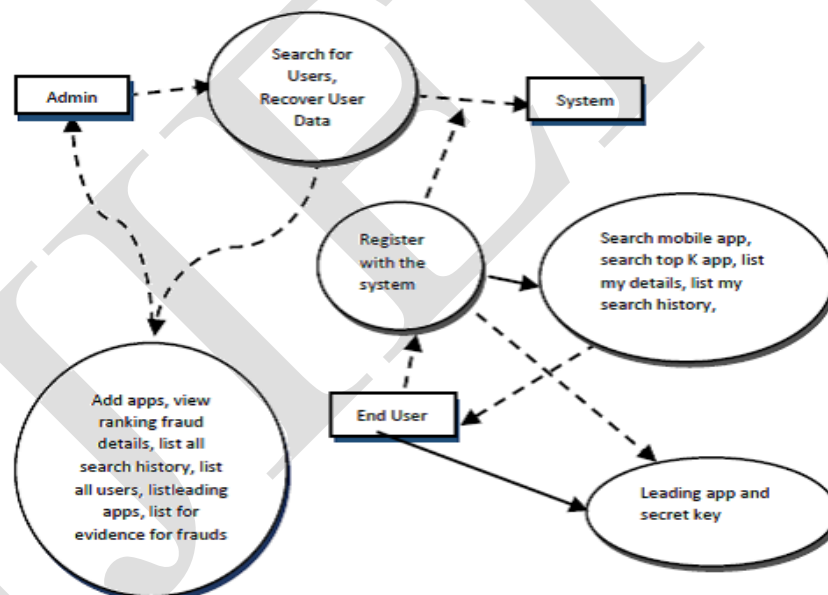 Search for
Users,
Recover User
Data
Admin
System
Register
with the
system
Search mobile app,
search top K app, list
my details, list my
search history,
Add apps, view
ranking fraud
details, list all
search history, list
all users, listleading
apps, list for
evidence for frauds
End User
Leading app and
secret key